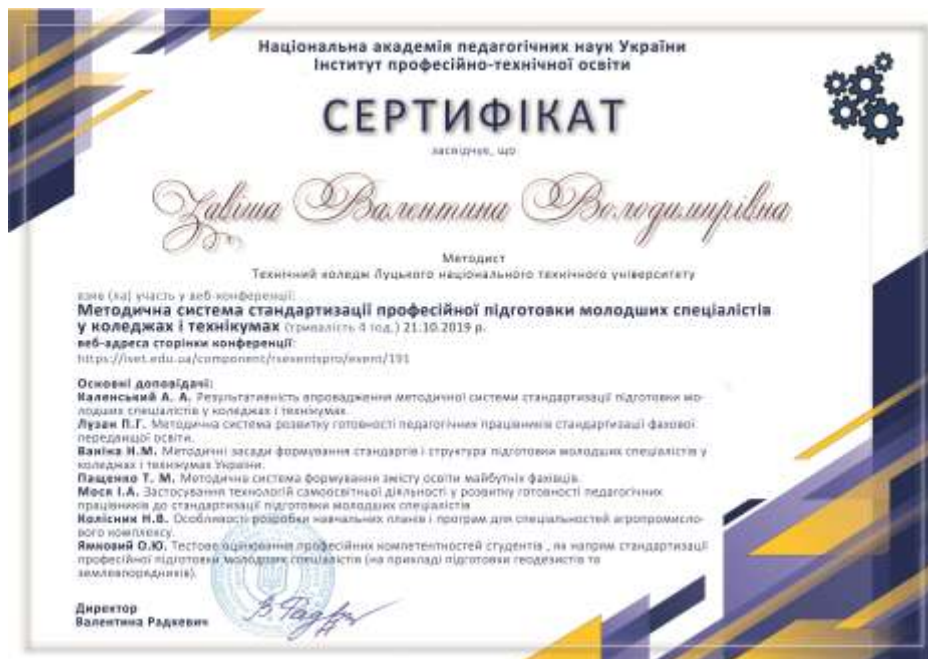 Національна академія педагогічних наук України
Інститут професійно-технічної освіти
СЕРТИФІКАТ
засвідчує, що
Завіша Валентина Володимирівна
Методист
Технічний коледж Луцького національного технічного університету
взяв (ла) участь у веб-конференції:
Методична система стандартизації професійної підготовки молодших спеціалістів
у коледжах і технікумах (тривалість 4 год.) 21.10.2019 р.
веб-адреса сторінки конференції:
https://ivet.edu.ua/component/rseventspro/event/191
Основні доповідачі:
Каленський А. А. Результативність впровадження методичної системи стандартизації підготовки мо-
лодших спеціалістів у коледжах і технікумах.
Лузан П.Г. Методична система розвитку готовності педагогічних працівників стандартизації фахової
передвищої освіти.
Ваніна Н.М. Методичні засади формування стандартів і структура підготовки молодших спеціалістів у
коледжах і технікумах України.
Пащенко Т. М. Методична система формування змісту освіти майбутніх фахівців.
Мося І.А. Застосування технологій самоосвітньої діяльності у розвитку готовності педагогічних
працівників до стандартизації підготовки молодших спеціалістів
Колісник Н.В. Особливості розробки навчальних планів і програм для спеціальностей агропромисло-
вого комплексу.
Ямковий О.Ю. Тестове оцінювання професійних компетентностей студентів , як напрям стандартизації
професійної підготовки молодших спеціалістів (на прикладі підготовки геодезистів та
землевпорядників).
Директор
Валентина Радкевич